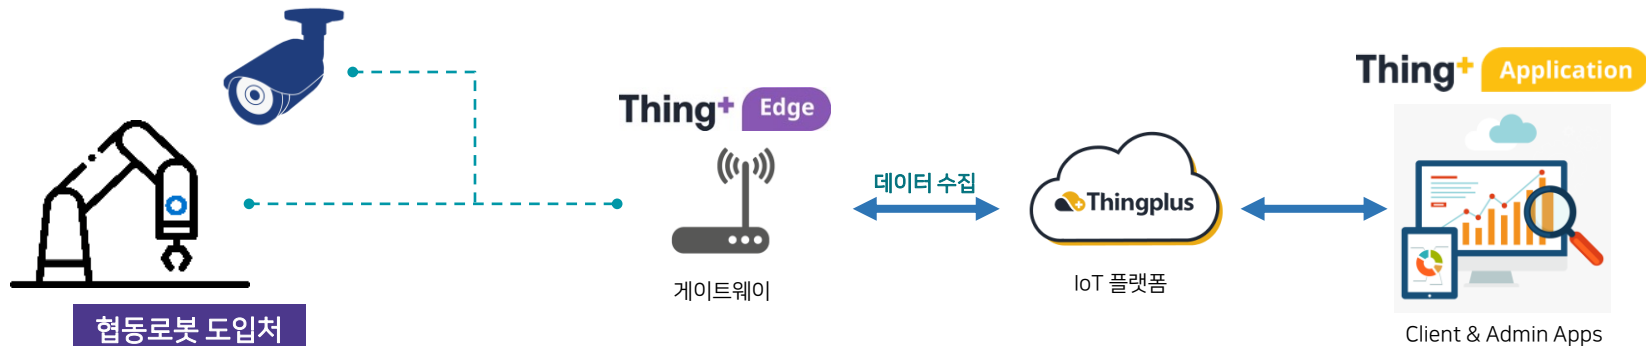 협동로봇 도입처
Thing+ Edge
게이트웨이
데이터 수집
Thingplus
IoT 플랫폼
Thing+ Application
Client & Admin Apps